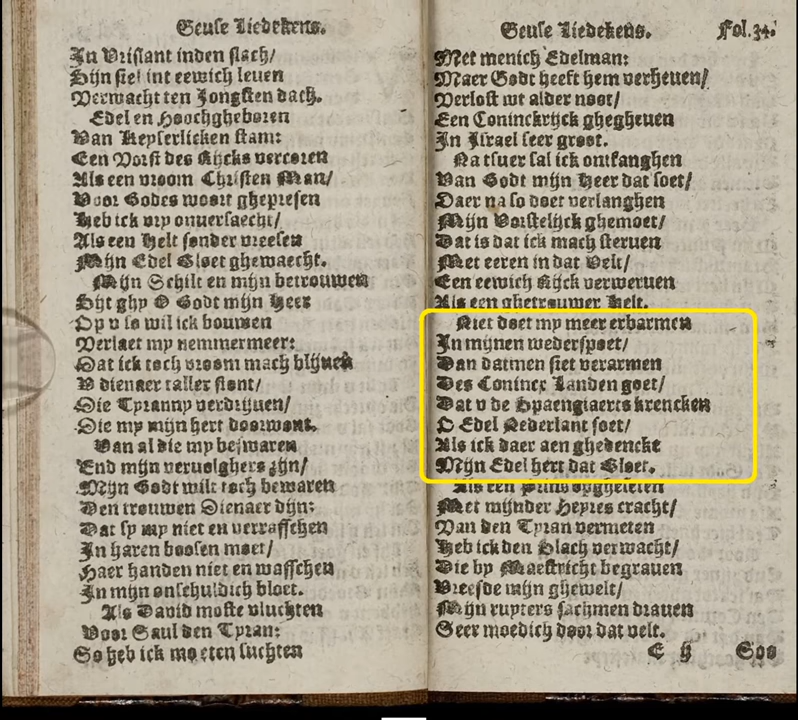 Geuse Liedekens.
In Vrislant inden slach/
Sijn siel int eewich leuen
Verwacht ten Jongsten dach.
Edel en Hoochgheboren
Van Keyserlicken stam:
Een Vorst des Rijcks vercoren
Als een vroom Christen Man/
Voor Godes woort ghepresen
Heb ick vry onuersaecht/
Als een Helt sonder vreesen
Mijn Edel bloet ghewaecht.
Mijn Schilt en mijn betrouwen
Sijt ghy O Godt mijn Heer
Op v so wil ick bouwen
Verlaet my nemmermeer:
Dat ick toch vroom mach blijuen
V dienaer taller stont/
Die Tyranny verdrijuen/
Die my mijn hert doorwont.
Van al die my beswaren
End mijn veruolghers zijn/
Mijn Godt wilt toch bewaren
Den trouwen Dienaer dijn:
Dat sy my niet en verrasschen
In haren boosen moet/
Haer handen niet en wasschen
In mijn onschuldich bloet.
Als Dauid moste vluchten
Voor Saul den Tyran:
So heb ick moeten suchten
Geuse Liedekens. Fol.34.
Met menich Edelman:
Maer Godt heeft hem verheuen/
Verlost wt alder noot/
Een Coninckrijck ghegheuen
In Israel seer groot.
Na tsuer sal ick ontfanghen
Van Godt mijn Heer dat soet/
Daer na so doet verlanghen
Mijn Vorstelijck ghemoet/
Dat is dat ick mach steruen
Met eeren in dat Velt/
Een eewich Rijck verweruen
Als een ghetrouwer Helt.
Niet doet my meer erbarmen
In mijnen wederspoet/
Dan datmen siet verarmen
Des Conincx Landen goet/
Dat v de Spaengiaerts krencken
O Edel Nederlant soet/
Als ick daer aen ghedencke
Mijn Edel hert dat bloet.
Als een Prins opgheseten
Met mijnder Heyres cracht/
Van den Tyran vermeten
Heb ick den Slach verwacht/
Die by Maestricht begrauen
Vreesde mijn ghewelt/
Mijn ruyters sachmen drauen
Seer moedich door dat velt.
E ij Soo